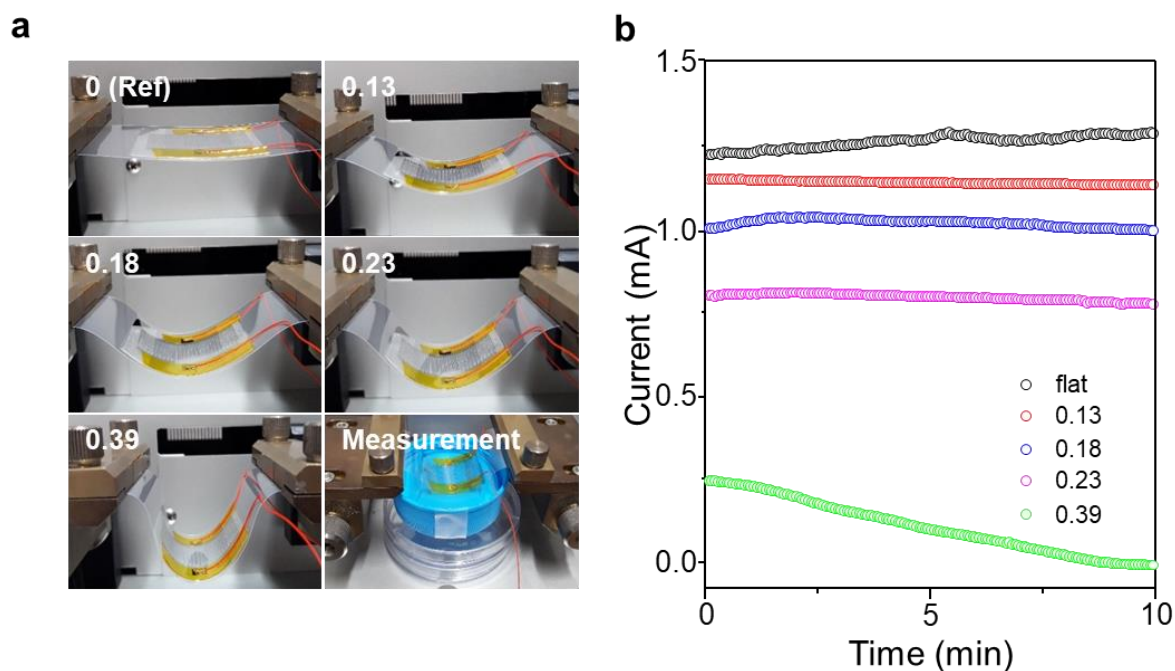 a
0 (Ref)
0.13
0.18
0.23
0.39
Measurement
b
1.5
1.0
0.5
0.0
Current (mA)
flat
0.13
0.18
0.23
0.39
0
5
10
Time (min)